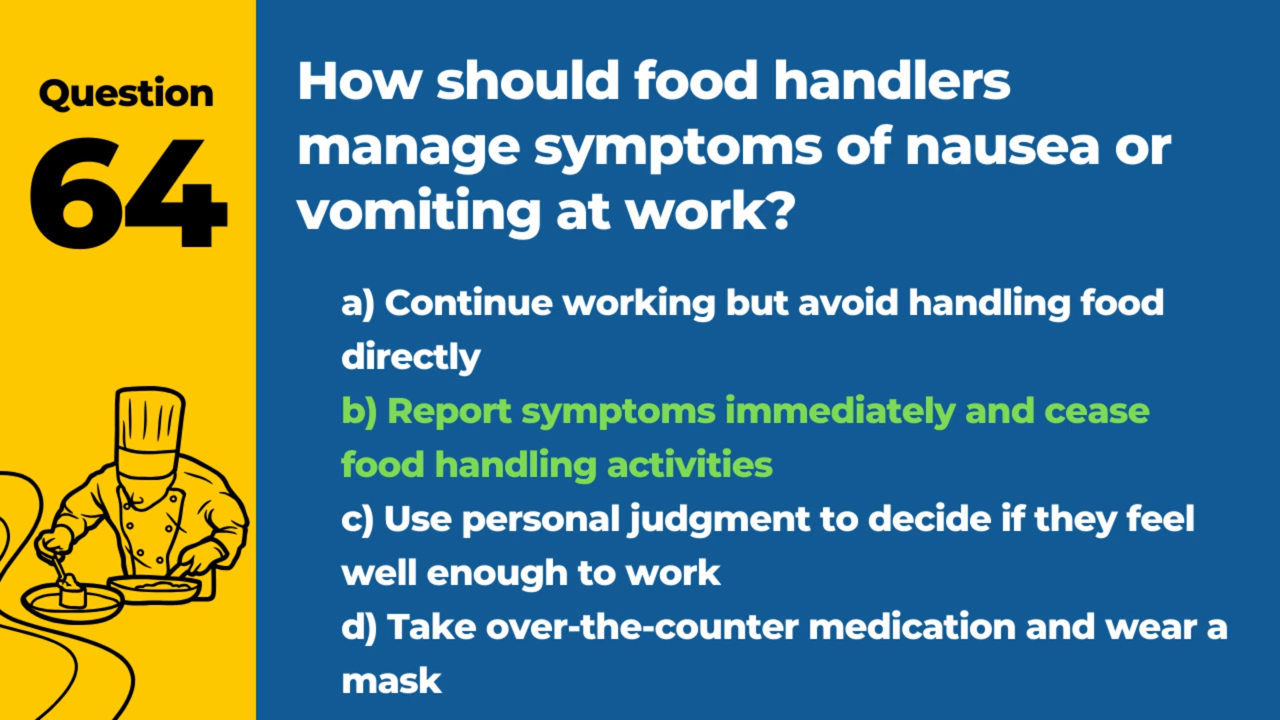 Question
64
How should food handlers
manage symptoms of nausea or
vomiting at work?
a) Continue working but avoid handling food
directly
b) Report symptoms immediately and cease
food handling activities
c) Use personal judgment to decide if they feel
well enough to work
d) Take over-the-counter medication and wear a
mask